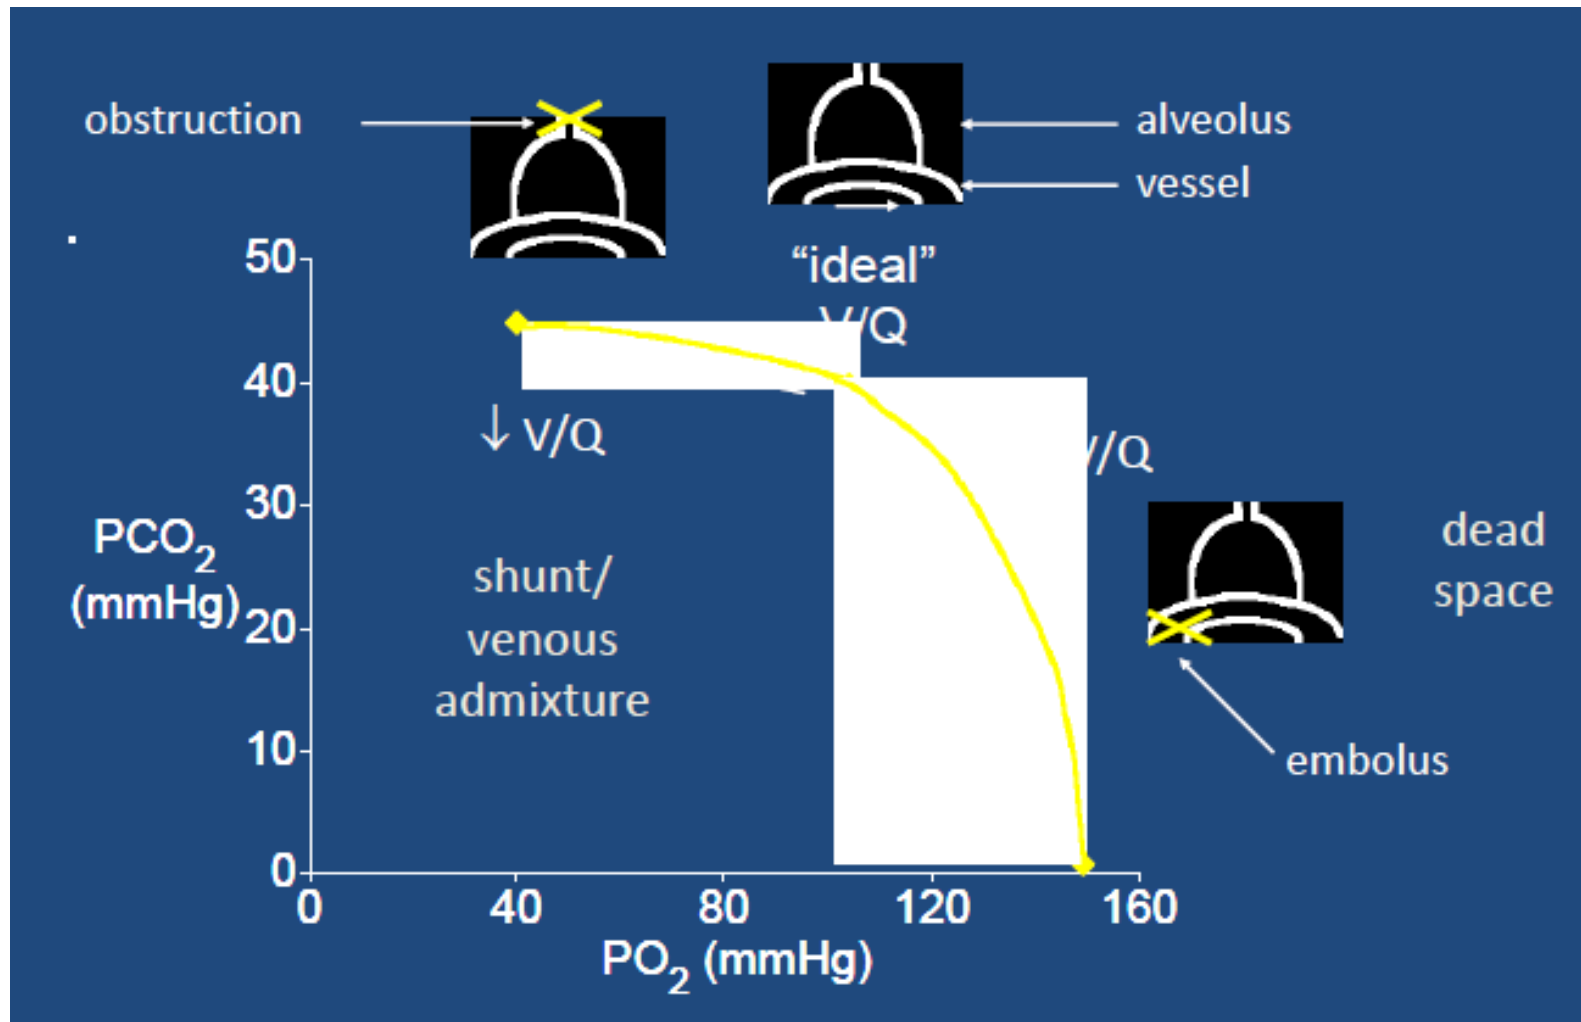 obstruction
alveolus
vessel
“ideal”
V/Q
50
40
30
20
10
0
↓ V/Q
V/Q
PCO₂
(mmHg)
shunt/
venous
admixture
dead
space
embolus
0 40 80 120 160
PO₂ (mmHg)